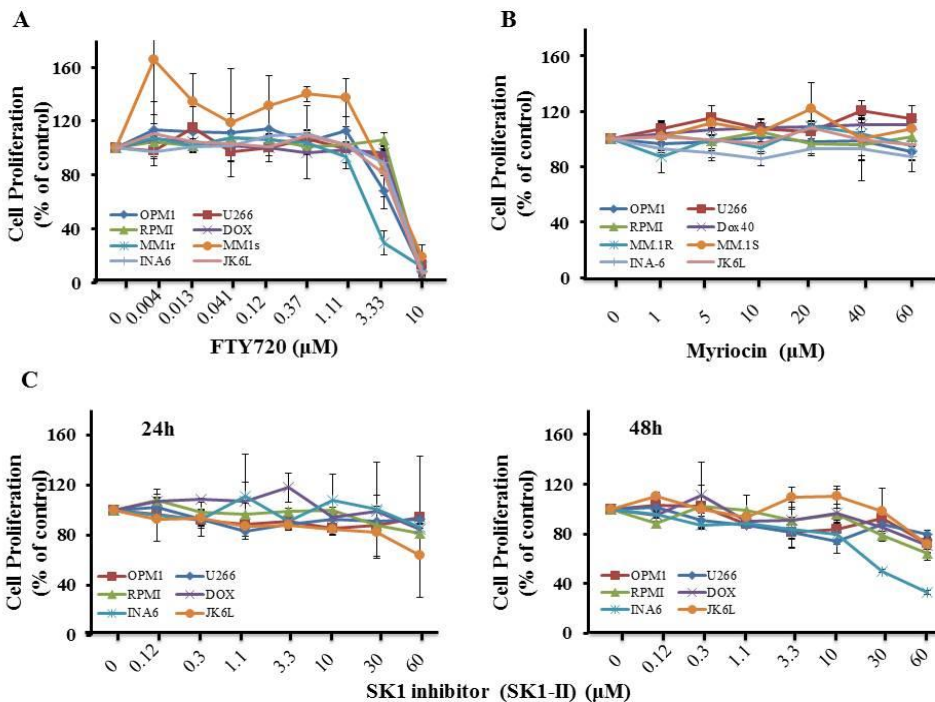 A
Cell Proliferation
(% of control)
160
120
80
40
0
OPM1 U266
RPMI DOX
MM1r MM1s
INA6 JK6L
0 0.004 0.013 0.041 0.12 0.37 1.11 3.33 10
FTY720 (µM)
B
Cell Proliferation
(% of control)
160
120
80
40
0
OPM1 U266
RPMI Dox40
MM.1R MM.1S
INA-6 JK6L
0 1 5 10 20 40 60
Myriocin (µM)
C
Cell Proliferation
(% of control)
24h
160
120
80
40
0
OPM1 U266
RPMI DOX
INA6 JK6L
0 0.12 0.3 1.1 3.3 10 30 60
Cell Proliferation
(% of control)
48h
160
120
80
40
0
OPM1 U266
RPMI DOX
INA6 JK6L
0 0.12 0.3 1.1 3.3 10 30 60
SK1 inhibitor (SK1-II) (µM)